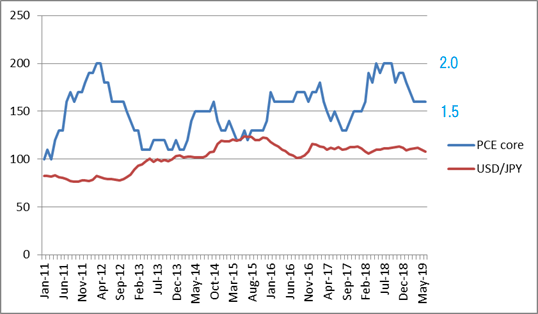 250
200
150
100
50
0
2.0
1.5
PCE core
USD/JPY
Jan-11
Jun-11
Nov-11
Apr-12
Sep-12
Feb-13
Jul-13
Dec-13
May-14
Oct-14
Mar-15
Aug-15
Jan-16
Jun-16
Nov-16
Apr-17
Sep-17
Feb-18
Jul-18
Dec-18
May-19